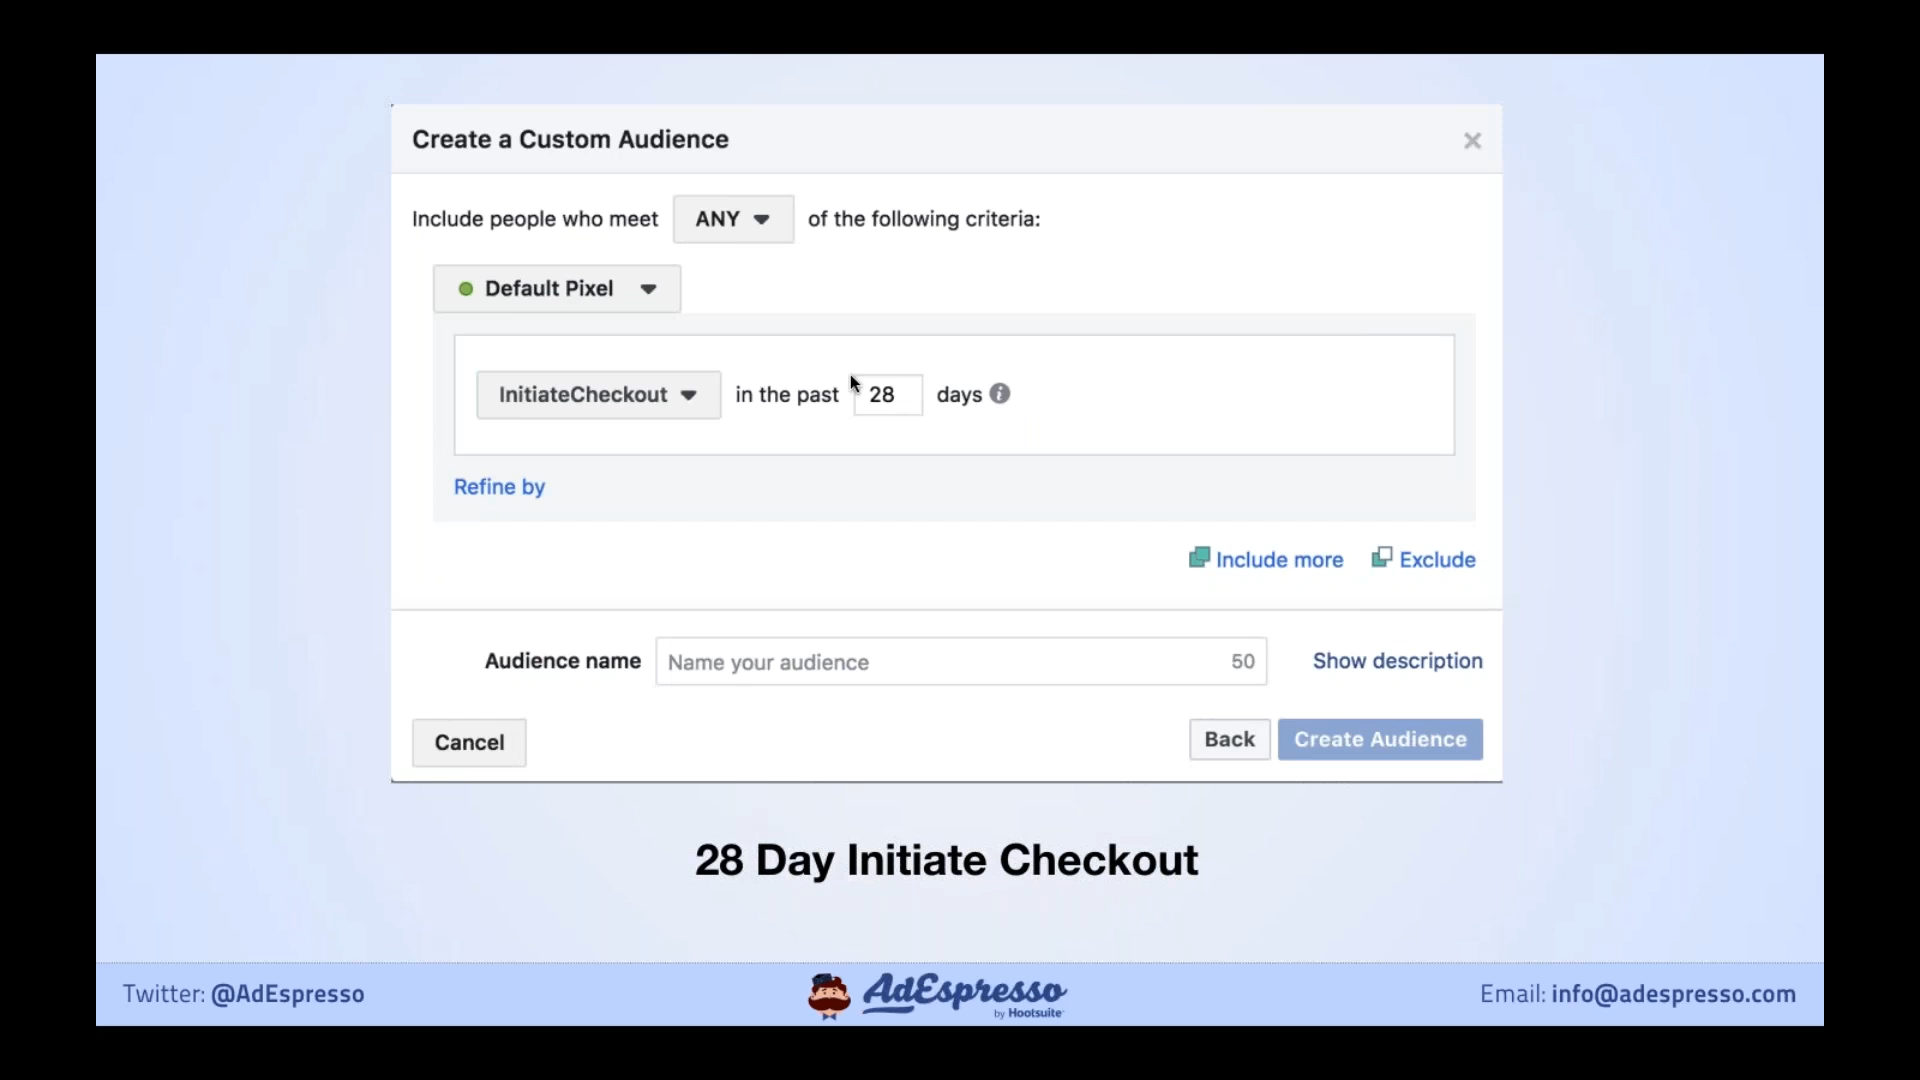 Create a Custom Audience
Include people who meet ANY of the following criteria:
Default Pixel
InitiateCheckout in the past 28 days
Refine by
Include more Exclude
Audience name Name your audience 50 Show description
Cancel Back Create Audience
28 Day Initiate Checkout
Twitter: @AdEspresso AdEspresso Email: info@adespresso.com
by Hootsuite